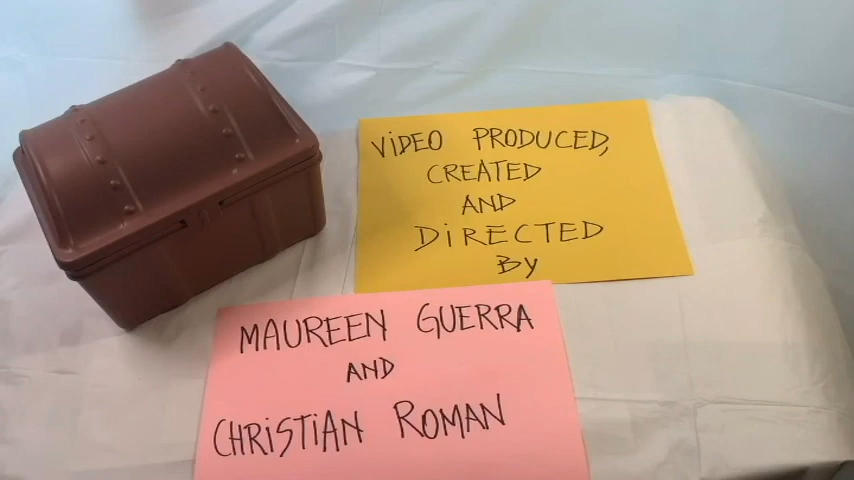 ViDEO PRODUCED,
CREATED
AND
DiRECTED
By
MAUREEN GUERRA
AND
CHRiSTiAN ROMAN